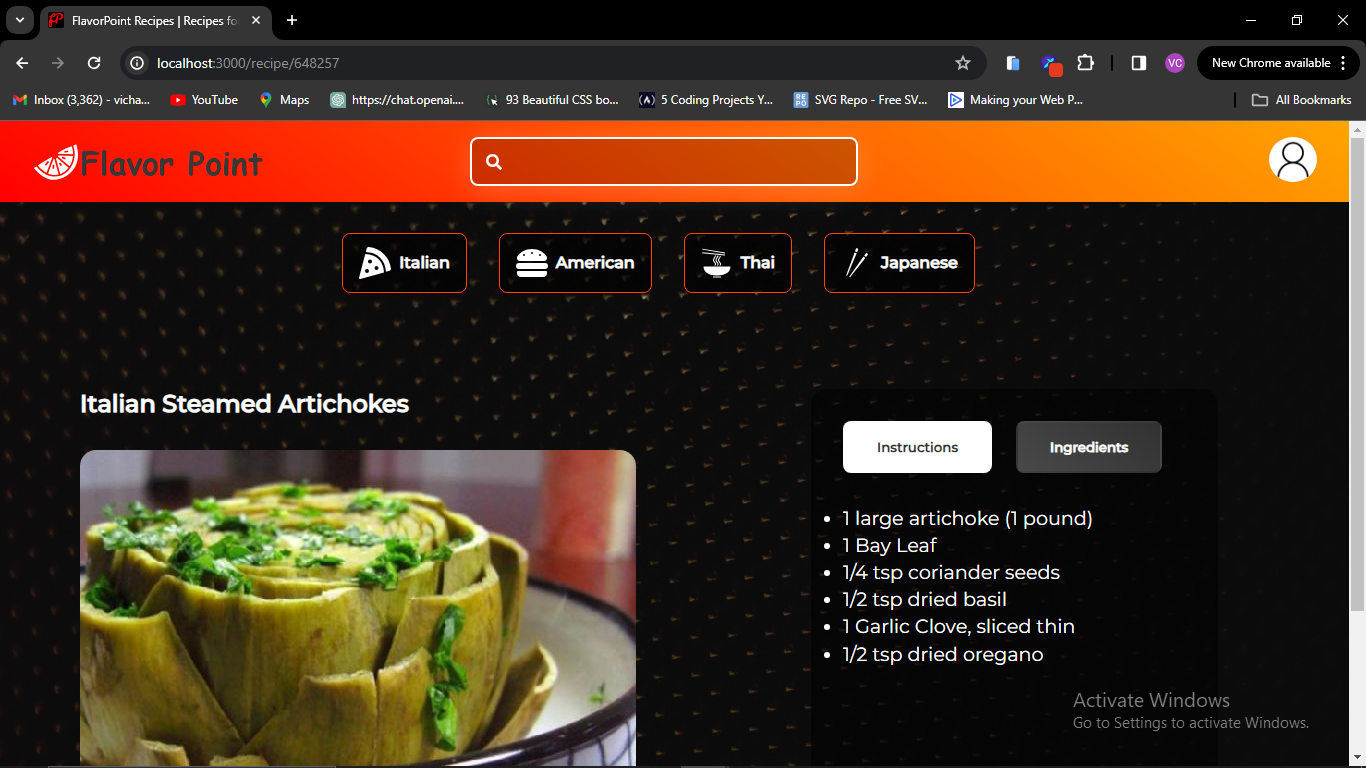 FlavorPoint Recipes | Recipes fo
localhost:3000/recipe/648257
VC
New Chrome available
Inbox (3,362) - vicha...
YouTube
Maps
https://chat.openai....
93 Beautiful CSS bo...
5 Coding Projects Y...
RE
PO
SVG Repo - Free SV...
Making your Web P...
All Bookmarks
Flavor Point
Italian
American
Thai
Japanese
Italian Steamed Artichokes
Instructions
Ingredients
1 large artichoke (1 pound)
1 Bay Leaf
1/4 tsp coriander seeds
1/2 tsp dried basil
1 Garlic Clove, sliced thin
1/2 tsp dried oregano
Activate Windows
Go to Settings to activate Windows.